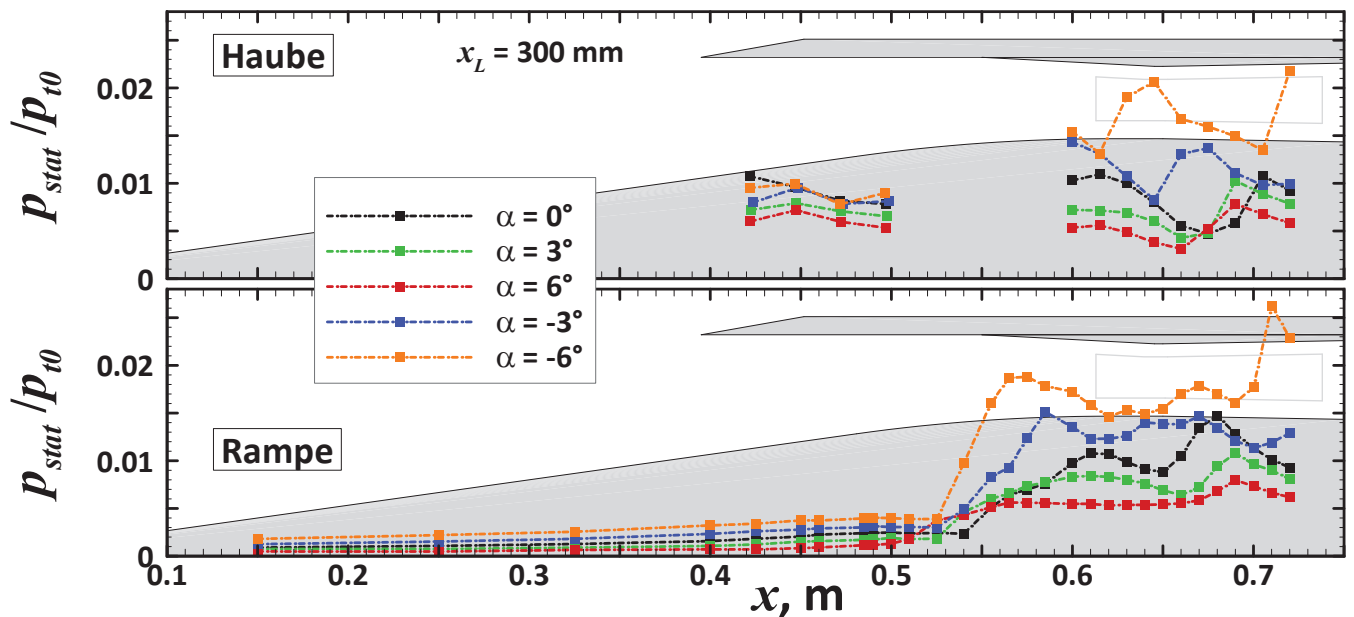 Haube
x_L = 300 mm
p_stat /p_t0
0.02
0.01
0
α = 0°
α = 3°
α = 6°
α = -3°
α = -6°
Rampe
p_stat /p_t0
0.02
0.01
0
0.1 0.2 0.3 0.4 0.5 0.6 0.7
x, m